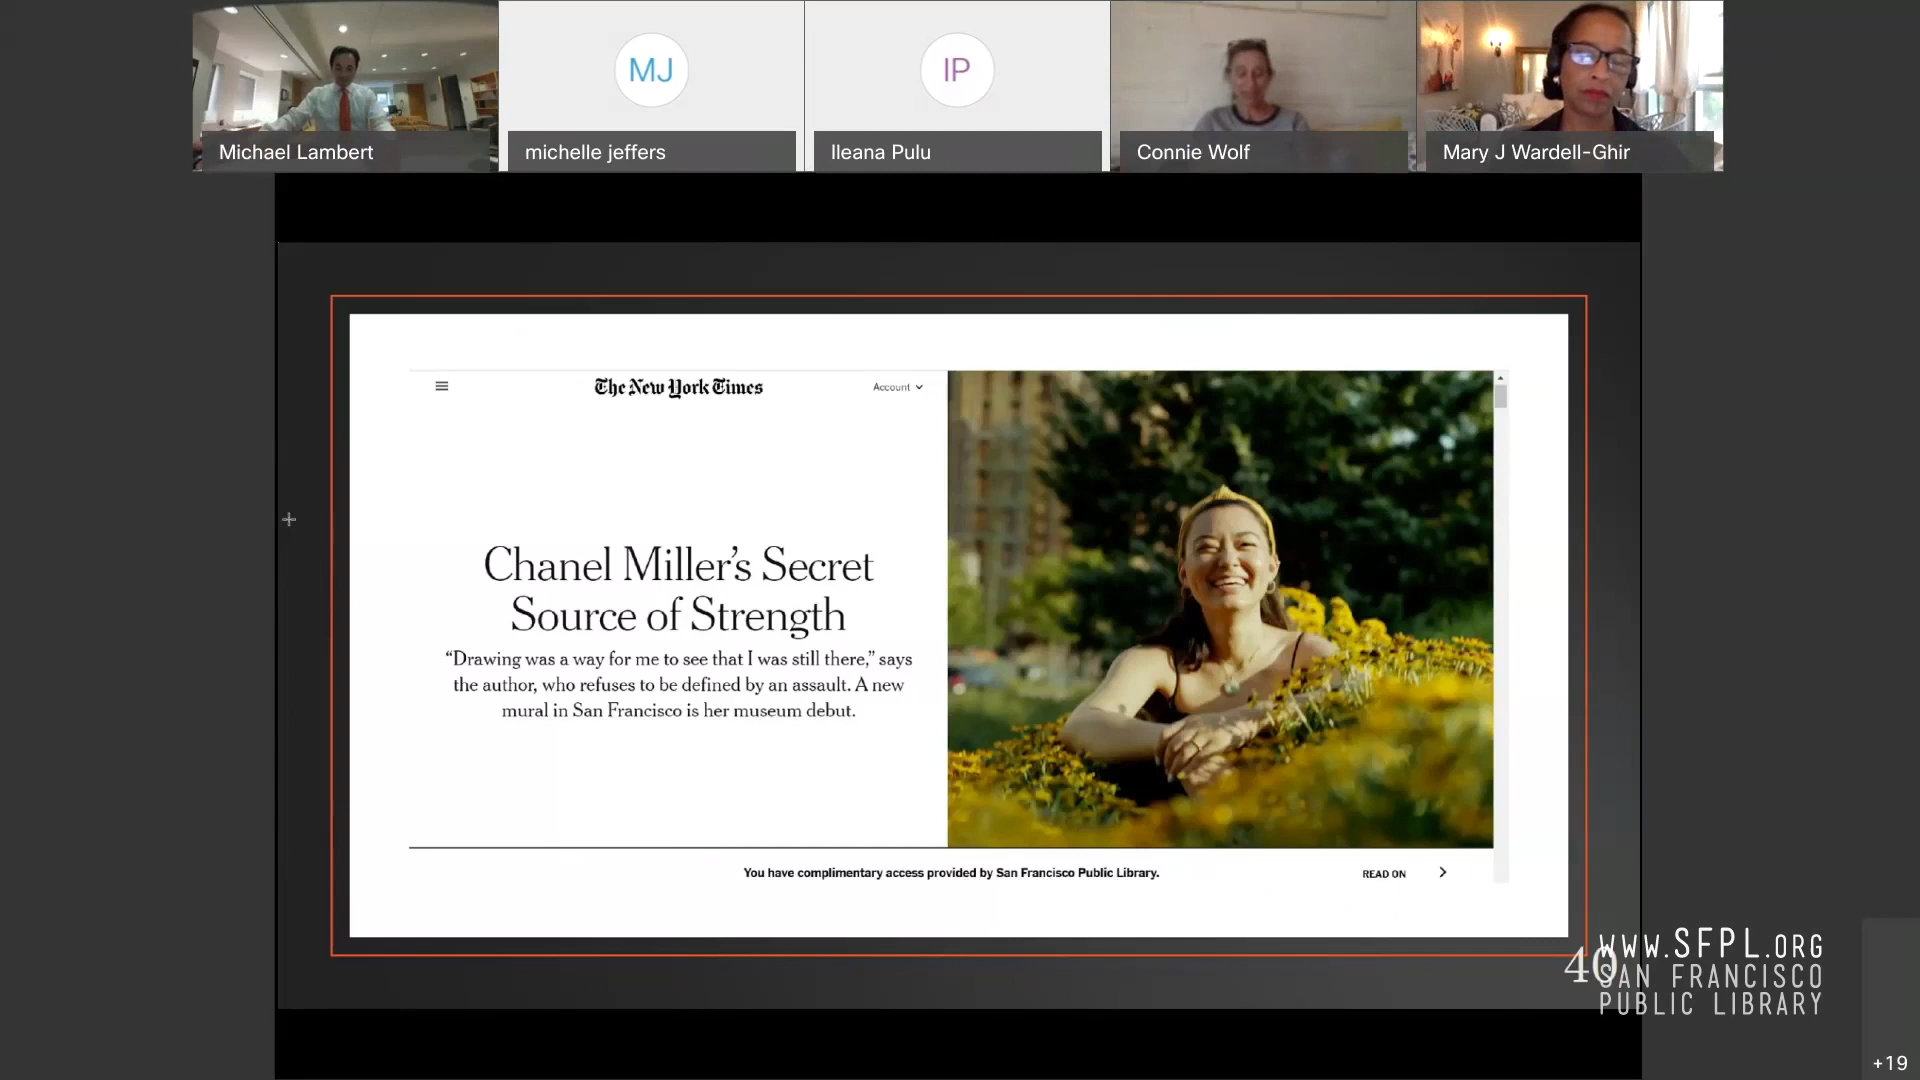 MJ
IP
Michael Lambert
michelle jeffers
Ileana Pulu
Connie Wolf
Mary J Wardell-Ghir
The New York Times
Account
Chanel Miller's Secret
Source of Strength
“Drawing was a way for me to see that I was still there,” says
the author, who refuses to be defined by an assault. A new
mural in San Francisco is her museum debut.
You have complimentary access provided by San Francisco Public Library.
READ ON
40
WWW.SFPL.ORG
SAN FRANCISCO
PUBLIC LIBRARY
+19